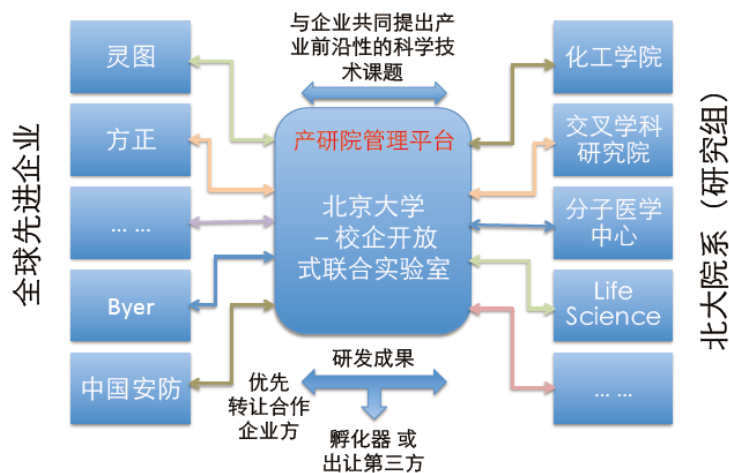 与企业共同提出产
业前沿性的科学技
术课题
全球先进企业
灵图
方正
... ...
Byer
中国安防
产研院管理平台
北京大学
– 校企开放
式联合实验室
化工学院
交叉学科
研究院
分子医学
中心
Life
Science
... ...
北大院系（研究组）
研发成果
优先
转让合作
企业方
孵化器 或
出让第三方